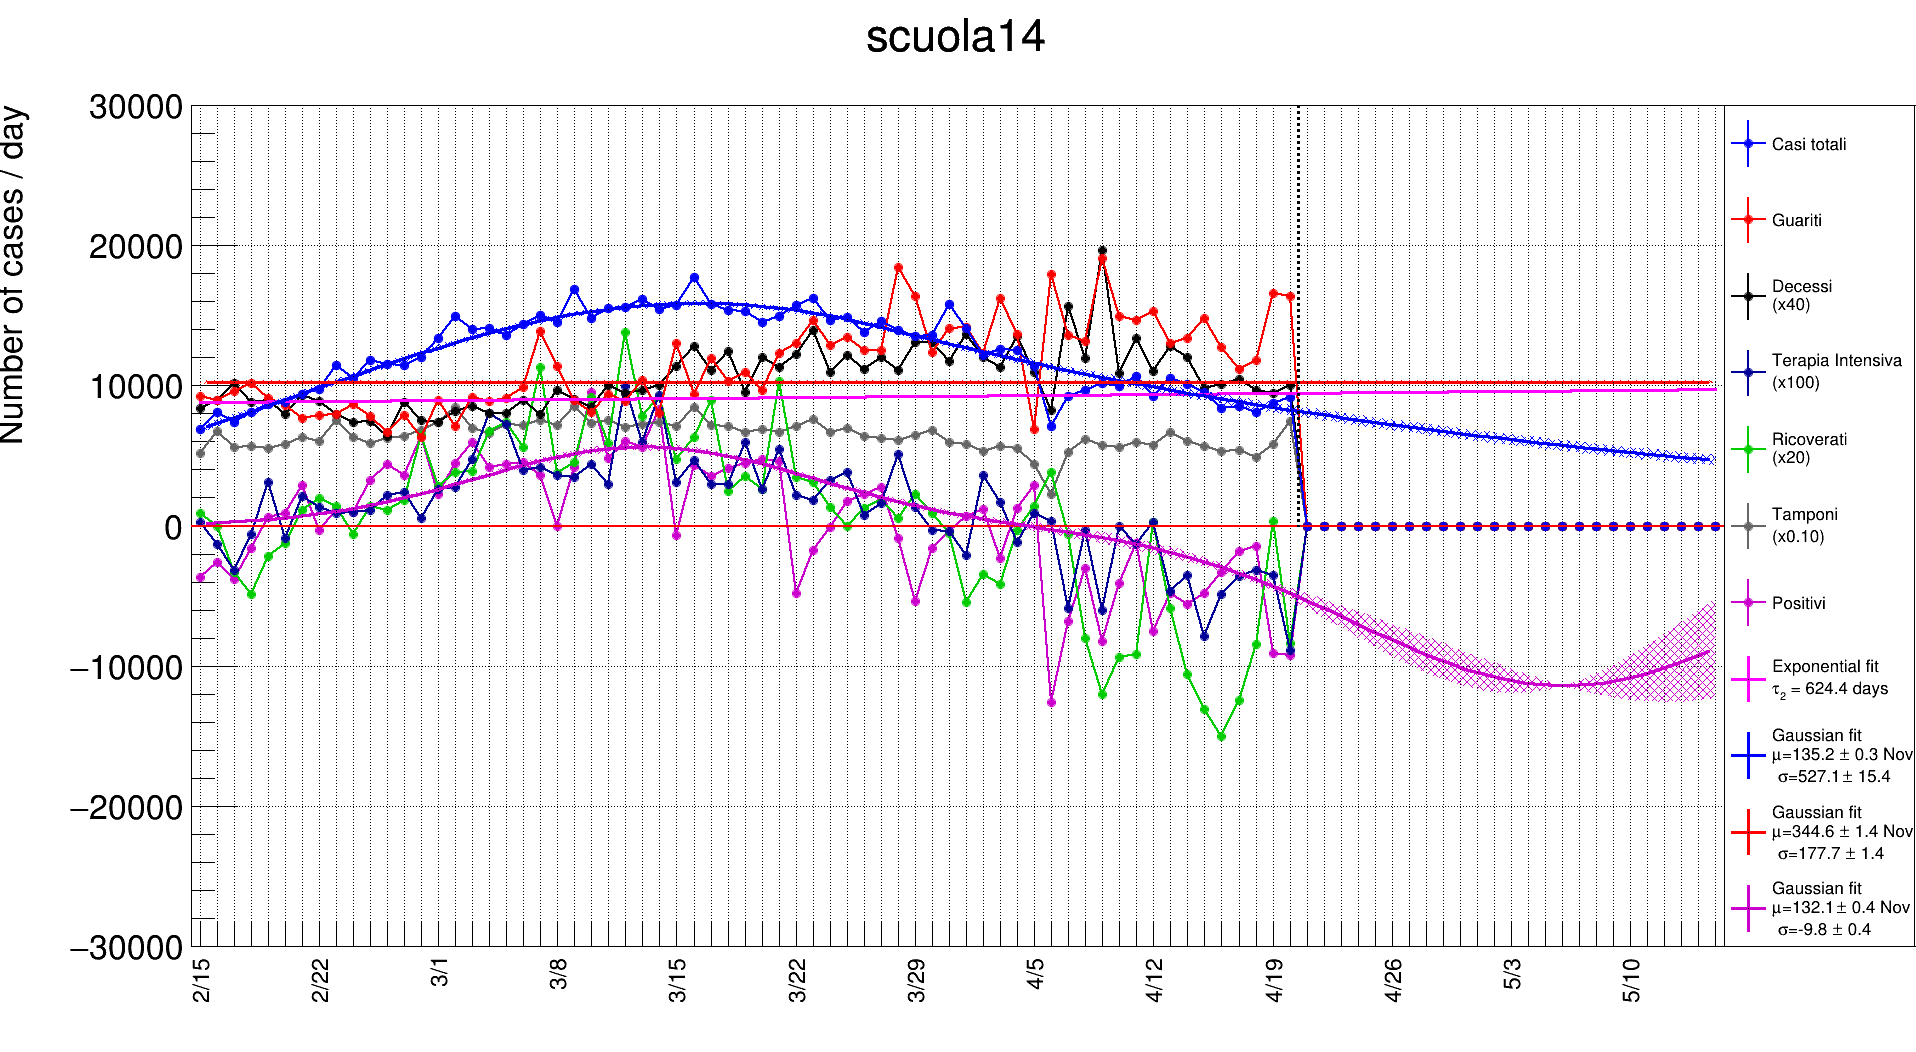 scuola14
Number of cases / day
30000
20000
10000
0
−10000
−20000
−30000
2/15
2/22
3/1
3/8
3/15
3/22
3/29
4/5
4/12
4/19
4/26
5/3
5/10
Casi totali
Guariti
Decessi
(x40)
Terapia Intensiva
(x100)
Ricoverati
(x20)
Tamponi
(x0.10)
Positivi
Exponential fit
τ2 = 624.4 days
Gaussian fit
μ=135.2 ± 0.3 Nov
σ=527.1 ± 15.4
Gaussian fit
μ=344.6 ± 1.4 Nov
σ=177.7 ± 1.4
Gaussian fit
μ=132.1 ± 0.4 Nov
σ=-9.8 ± 0.4